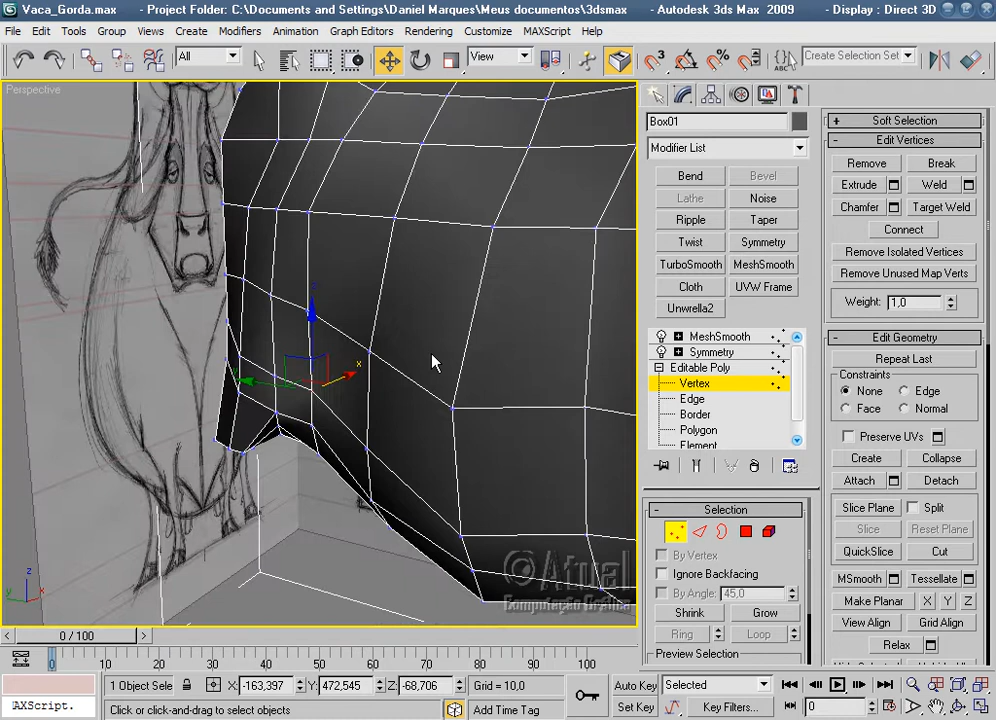 Vaca_Gorda.max - Project Folder: C:\Documents and Settings\Daniel Marques\Meus documentos\3dsmax - Autodesk 3ds Max 2009 - Display : Direct 3D
File Edit Tools Group Views Create Modifiers Animation Graph Editors Rendering Customize MAXScript Help
All View Create Selection Set
Perspective
Box01
Modifier List
Bend Bevel
Lathe Noise
Ripple Taper
Twist Symmetry
TurboSmooth MeshSmooth
Cloth UVW Frame
Unwrella2
MeshSmooth
Symmetry
Editable Poly
Vertex
Edge
Border
Polygon
Element
Selection
By Vertex
Ignore Backfacing
By Angle: 45,0
Shrink Grow
Ring Loop
Preview Selection
Soft Selection
Edit Vertices
Remove Break
Extrude Weld
Chamfer Target Weld
Connect
Remove Isolated Vertices
Remove Unused Map Verts
Weight: 1,0
Edit Geometry
Repeat Last
Constraints
None Edge
Face Normal
Preserve UVs
Create Collapse
Attach Detach
Slice Plane Split
Slice Reset Plane
QuickSlice Cut
MSmooth Tessellate
Make Planar X Y Z
View Align Grid Align
Relax
©Atual
Computação Gráfica
z
x
y
z
x
0 / 100
0 10 20 30 40 50 60 70 80 90 100
1 Object Sele X: -163,397 Y: 472,545 Z: -68,706 Grid = 10,0 Auto Key Selected
AXScript. Click or click-and-drag to select objects Add Time Tag Set Key Key Filters... 0